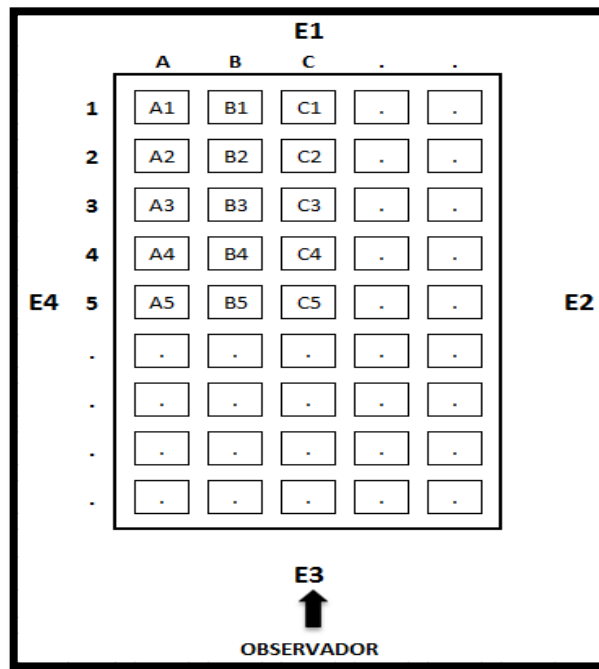 E1
A B C . .
1 A1 B1 C1 . .
2 A2 B2 C2 . .
3 A3 B3 C3 . .
4 A4 B4 C4 . .
E4 5 A5 B5 C5 . . E2
. . . . . .
. . . . . .
. . . . . .
. . . . . .
E3
OBSERVADOR